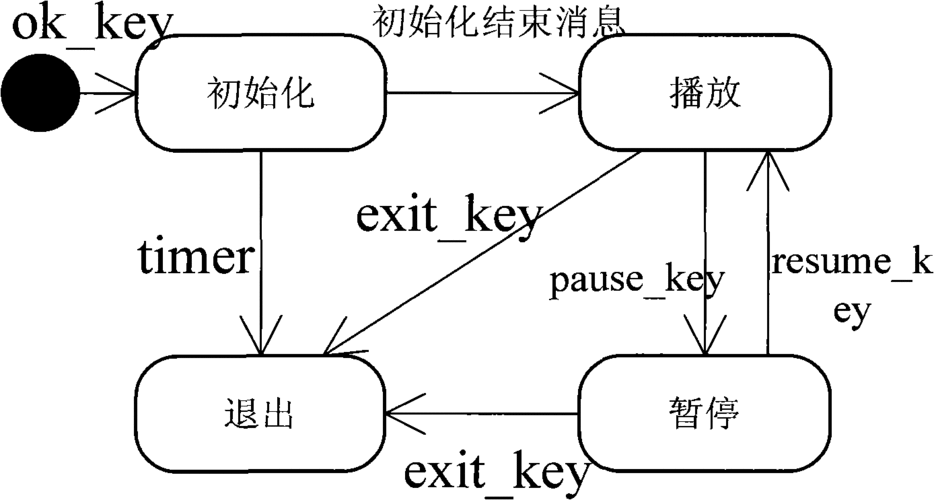 ok_key
初始化结束消息
初始化
播放
exit_key
timer
pause_key
resume_k
ey
退出
暂停
exit_key